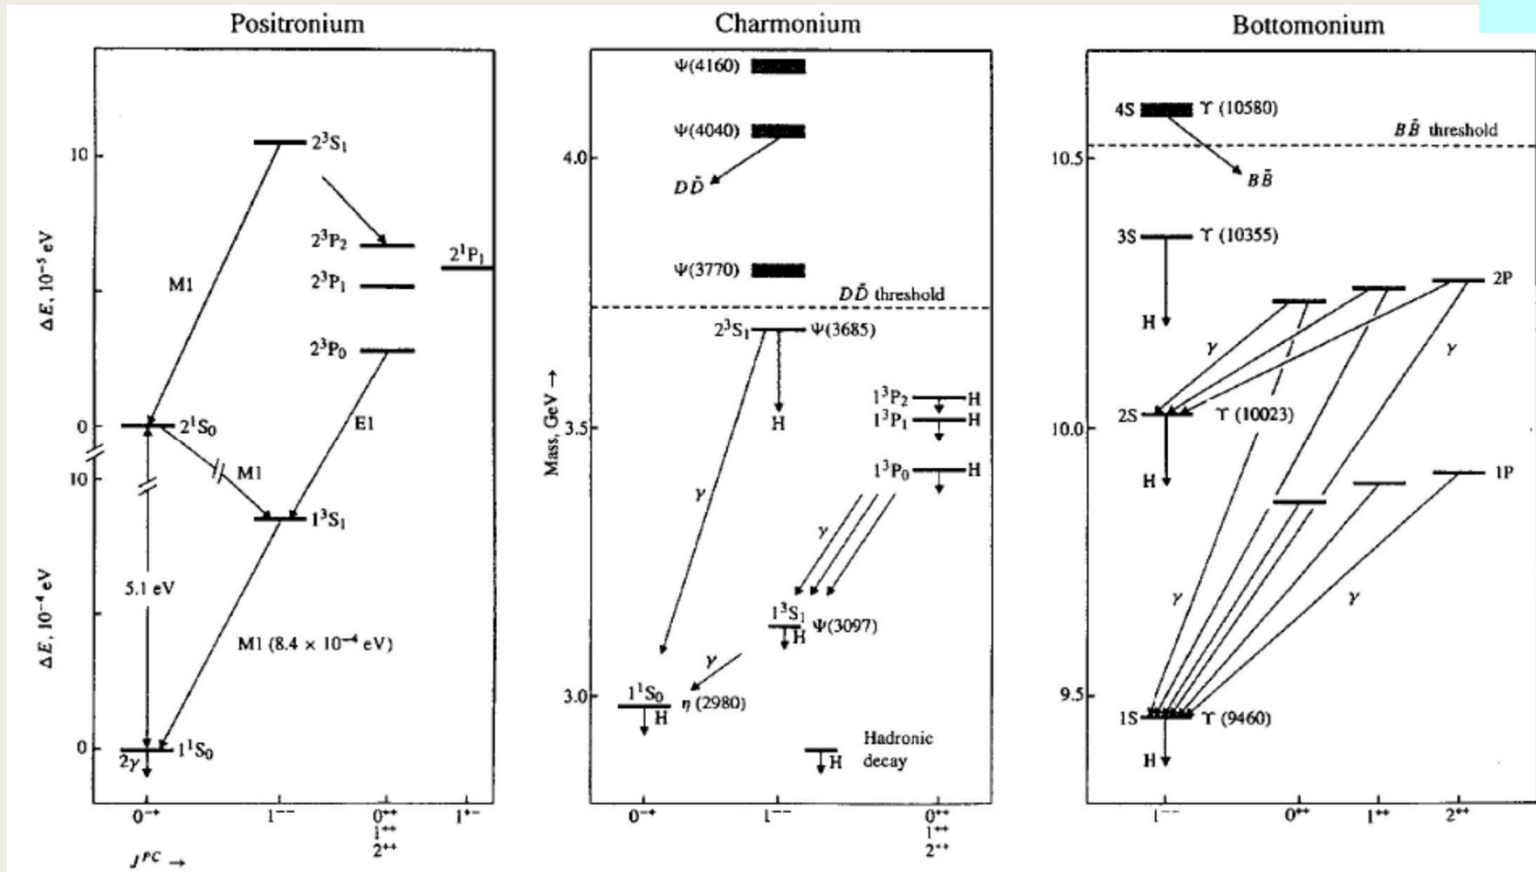 Positronium
10
0
10
0
ΔE, 10⁻⁵ eV
ΔE, 10⁻⁴ eV
2³S₁
2³P₂
2¹P₁
2³P₁
2³P₀
M1
E1
2¹S₀
M1
1³S₁
5.1 eV
M1 (8.4 × 10⁻⁴ eV)
1¹S₀
2γ
0⁻⁺
1⁻⁻
0⁺⁺
1⁺⁺
2⁺⁺
1⁺⁻
Jᴾᶜ →
Charmonium
Mass, GeV →
4.0
3.5
3.0
Ψ(4160)
Ψ(4040)
DD̄
Ψ(3770)
DD̄ threshold
2³S₁ Ψ(3685)
H
1³P₂ H
1³P₁ H
1³P₀ H
γ
γ
1³S₁
H Ψ(3097)
γ
1¹S₀
H η (2980)
Hadronic
H decay
0⁻⁺
1⁻⁻
0⁺⁺
1⁺⁺
2⁺⁺
Bottomonium
10.5
10.0
9.5
4S ϒ (10580)
BB̄ threshold
BB̄
3S ϒ (10355)
2P
H
γ
γ
2S ϒ (10023)
H
1P
γ
γ
1S ϒ (9460)
H
1⁻⁻
0⁺⁺
1⁺⁺
2⁺⁺